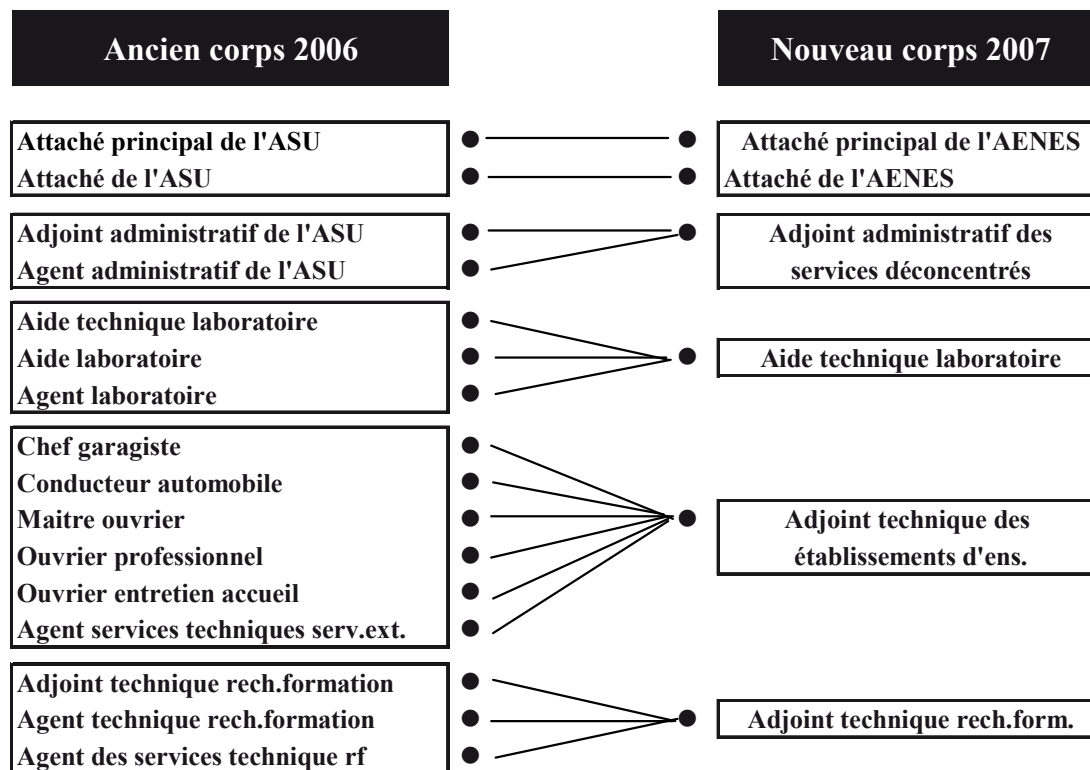 Ancien corps 2006
Nouveau corps 2007
Attaché principal de l'ASU
Attaché principal de l'AENES
Attaché de l'ASU
Attaché de l'AENES
Adjoint administratif de l'ASU
Adjoint administratif des
Agent administratif de l'ASU
services déconcentrés
Aide technique laboratoire
Aide laboratoire
Aide technique laboratoire
Agent laboratoire
Chef garagiste
Conducteur automobile
Maitre ouvrier
Adjoint technique des
Ouvrier professionnel
établissements d'ens.
Ouvrier entretien accueil
Agent services techniques serv.ext.
Adjoint technique rech.formation
Agent technique rech.formation
Adjoint technique rech.form.
Agent des services technique rf